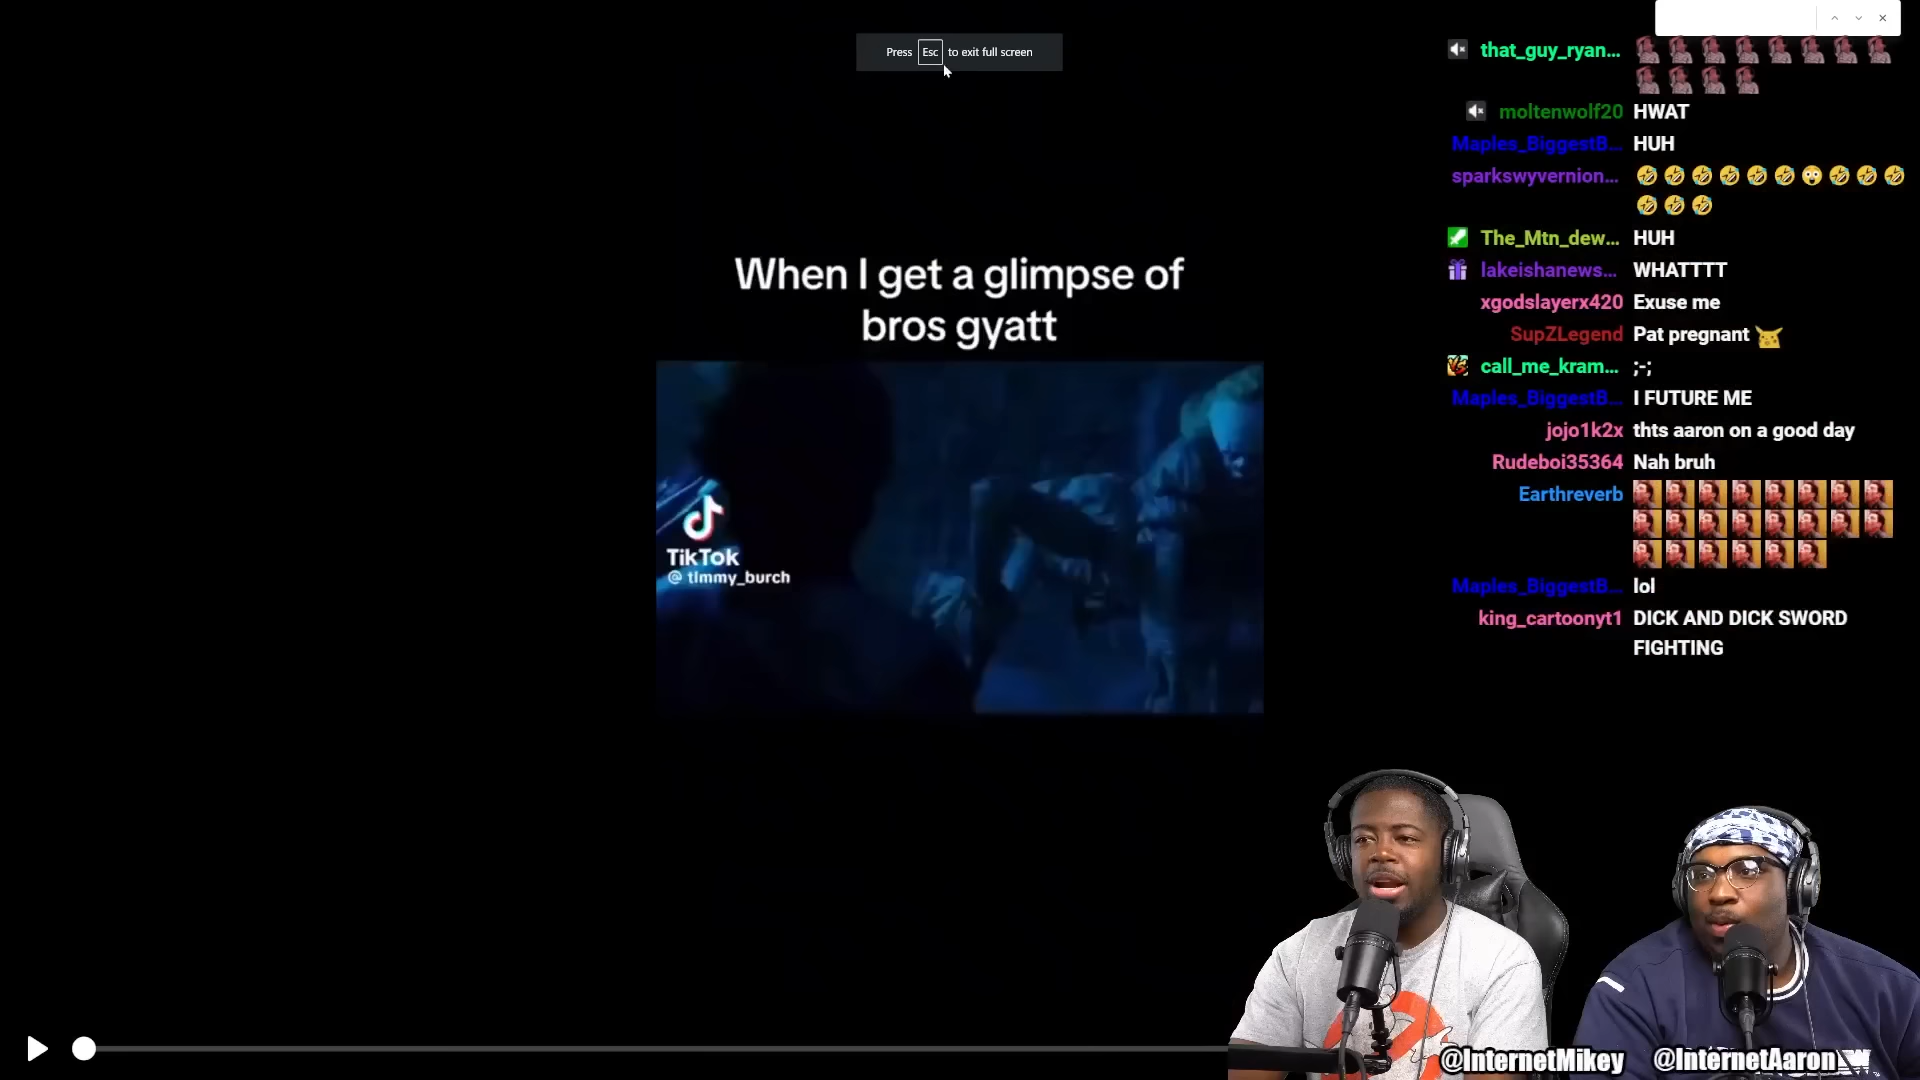 Press Esc to exit full screen
When I get a glimpse of
bros gyatt
TikTok
@ tImmy_burch
that_guy_ryan...
moltenwolf20 HWAT
Maples_BiggestB... HUH
sparkswyvernion...
The_Mtn_dew... HUH
lakeishanews... WHATTTT
xgodslayerx420 Exuse me
SupZLegend Pat pregnant
call_me_kram... ;-;
Maples_BiggestB... I FUTURE ME
jojo1k2x thts aaron on a good day
Rudeboi35364 Nah bruh
Earthreverb
Maples_BiggestB... lol
king_cartoonyt1 DICK AND DICK SWORD
FIGHTING
@InternetMikey
@InternetAaron